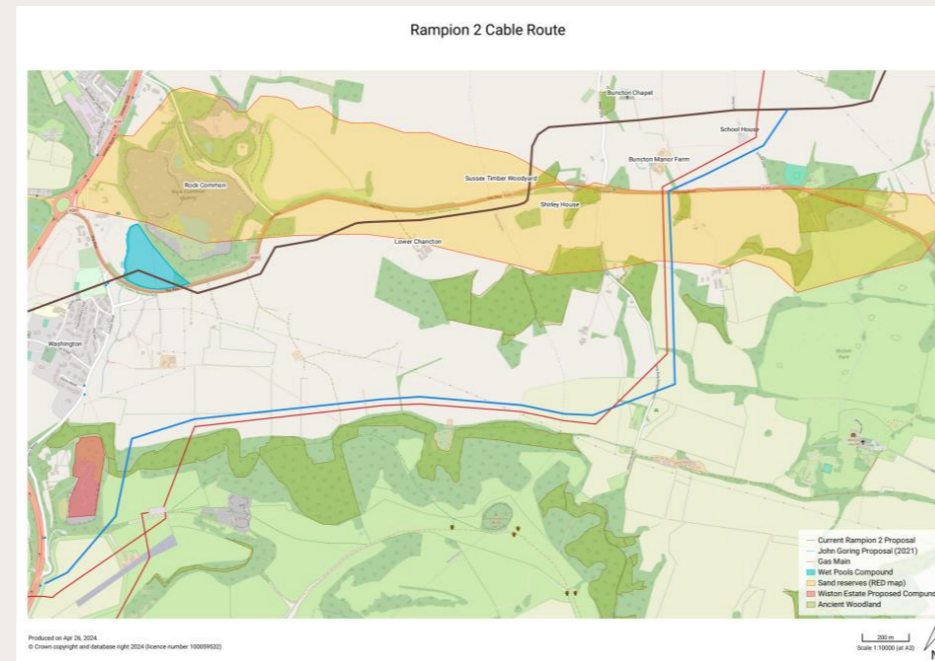 Rampion 2 Cable Route
Buncton Chapel
School House
Buncton Manor Farm
Sussex Timber Woodyard
Rock Common
Shirley House
Lower Chancton
Washington
Current Rampion 2 Proposal
John Goring Proposal (2021)
Gas Main
Wet Pools Compound
Sand reserves (RED map)
Wiston Estate Proposed Compund
Ancient Woodland
Produced on Apr 26, 2024.
© Crown copyright and database right 2024 (licence number 100059532)
200 m
Scale 1:10000 (at A3)
N